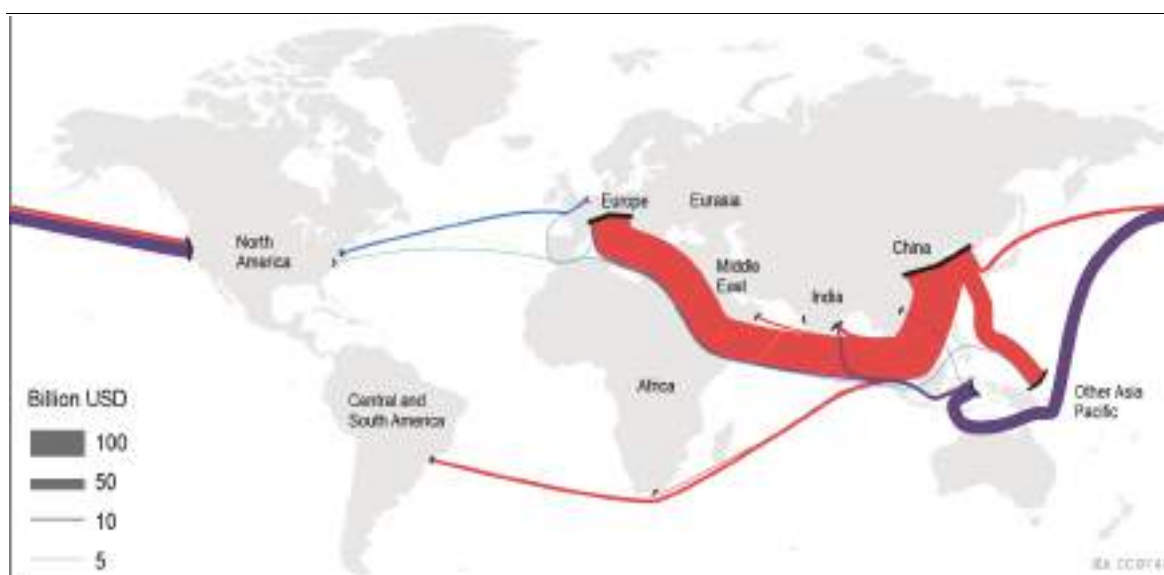 Europe
Eurasia
China
North
America
Middle
East
India
Billion USD
100
50
10
5
Central and
South America
Africa
Other Asia
Pacific
IEA. CC BY 4